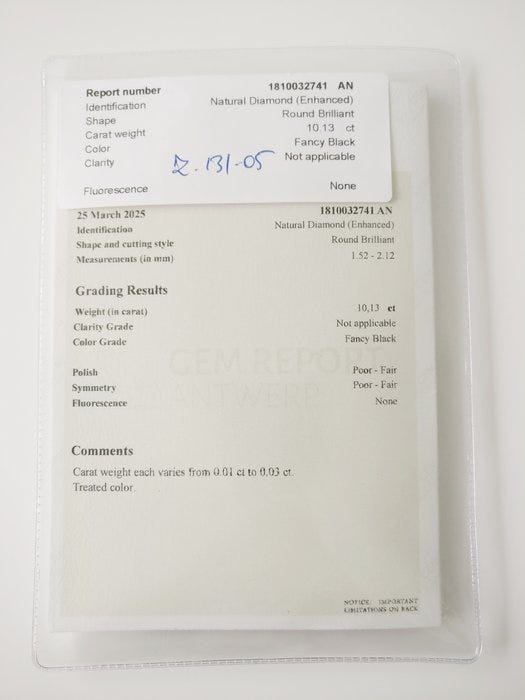 Report number 1810032741 AN
Identification Natural Diamond (Enhanced)
Shape Round Brilliant
Carat weight 10.13 ct
Color Fancy Black
Clarity Not applicable
Z.131-05
Fluorescence None
25 March 2025 1810032741 AN
Identification Natural Diamond (Enhanced)
Shape and cutting style Round Brilliant
Measurements (in mm) 1.52 - 2.12
Grading Results
Weight (in carat) 10,13 ct
Clarity Grade Not applicable
Color Grade Fancy Black
GEM REPORT
ANTWERP
Polish Poor - Fair
Symmetry Poor - Fair
Fluorescence None
Comments
Carat weight each varies from 0.01 ct to 0.03 ct.
Treated color.
NOTICE: IMPORTANT
LIMITATIONS ON BACK